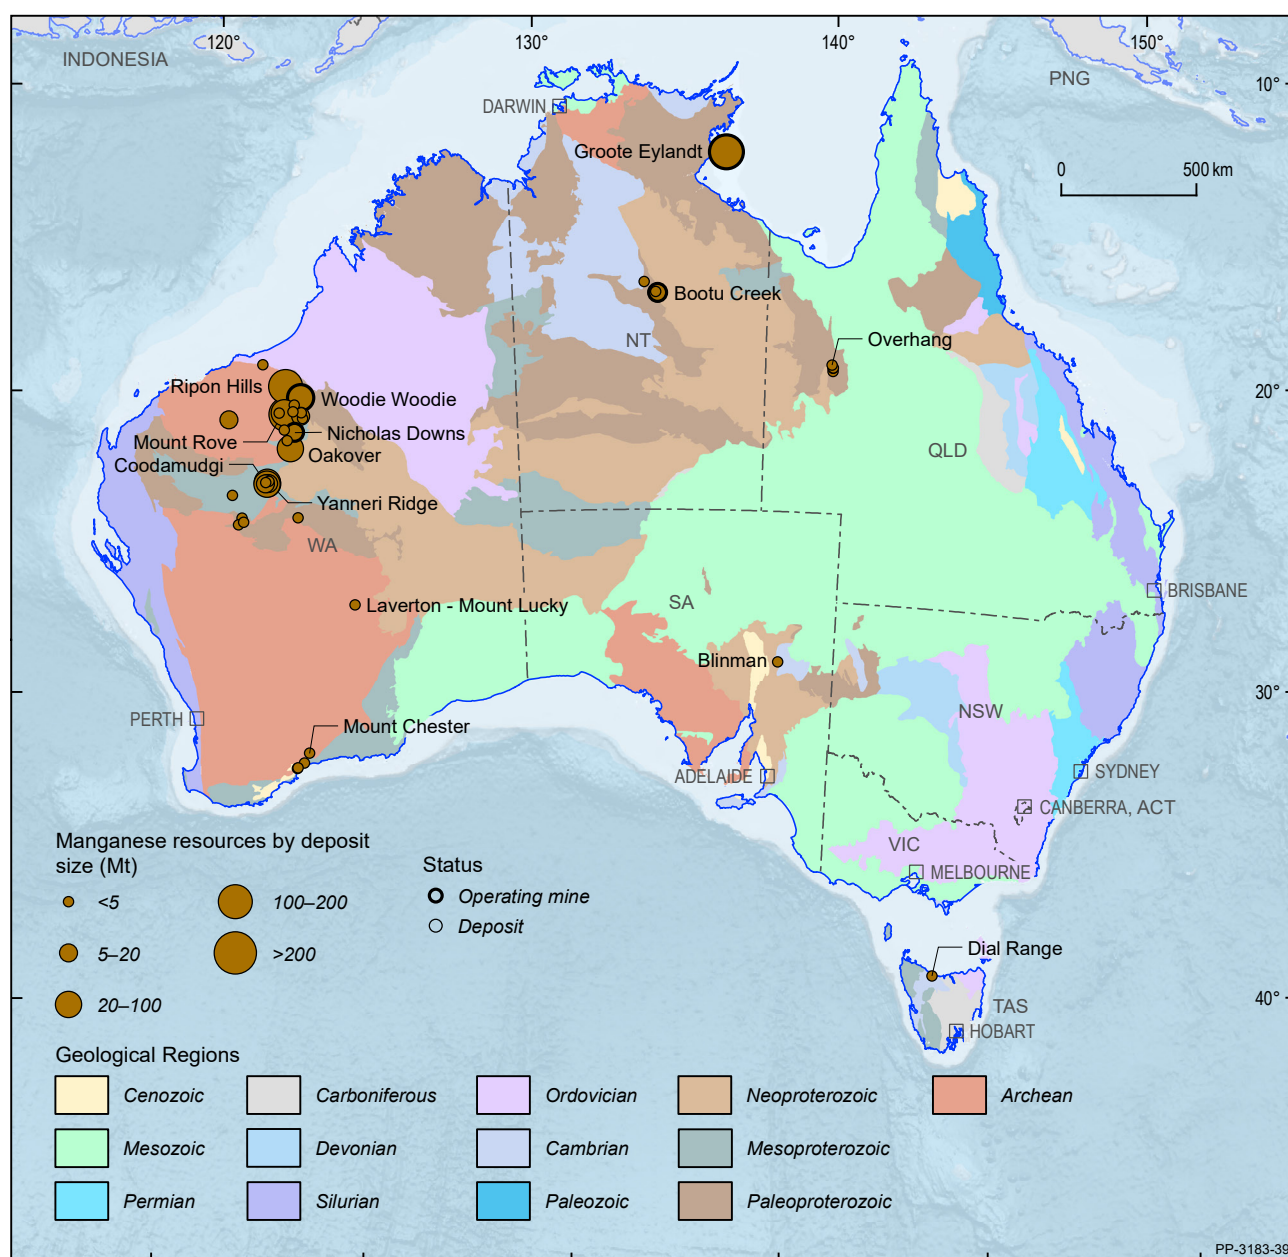 120°
130°
140°
150°
INDONESIA
PNG
10°
DARWIN
Groote Eylandt
0
500 km
Bootu Creek
NT
Overhang
Ripon Hills
20°
Woodie Woodie
Mount Rove
Nicholas Downs
QLD
Oakover
Coodamudgi
Yanneri Ridge
WA
BRISBANE
SA
Laverton - Mount Lucky
Blinman
30°
NSW
PERTH
Mount Chester
ADELAIDE
SYDNEY
CANBERRA, ACT
VIC
MELBOURNE
Manganese resources by deposit
size (Mt)
<5
5–20
20–100
100–200
>200
Status
Operating mine
Deposit
Dial Range
40°
TAS
HOBART
Geological Regions
Cenozoic
Carboniferous
Ordovician
Neoproterozoic
Archean
Mesozoic
Devonian
Cambrian
Mesoproterozoic
Permian
Silurian
Paleozoic
Paleoproterozoic
PP-3183-39